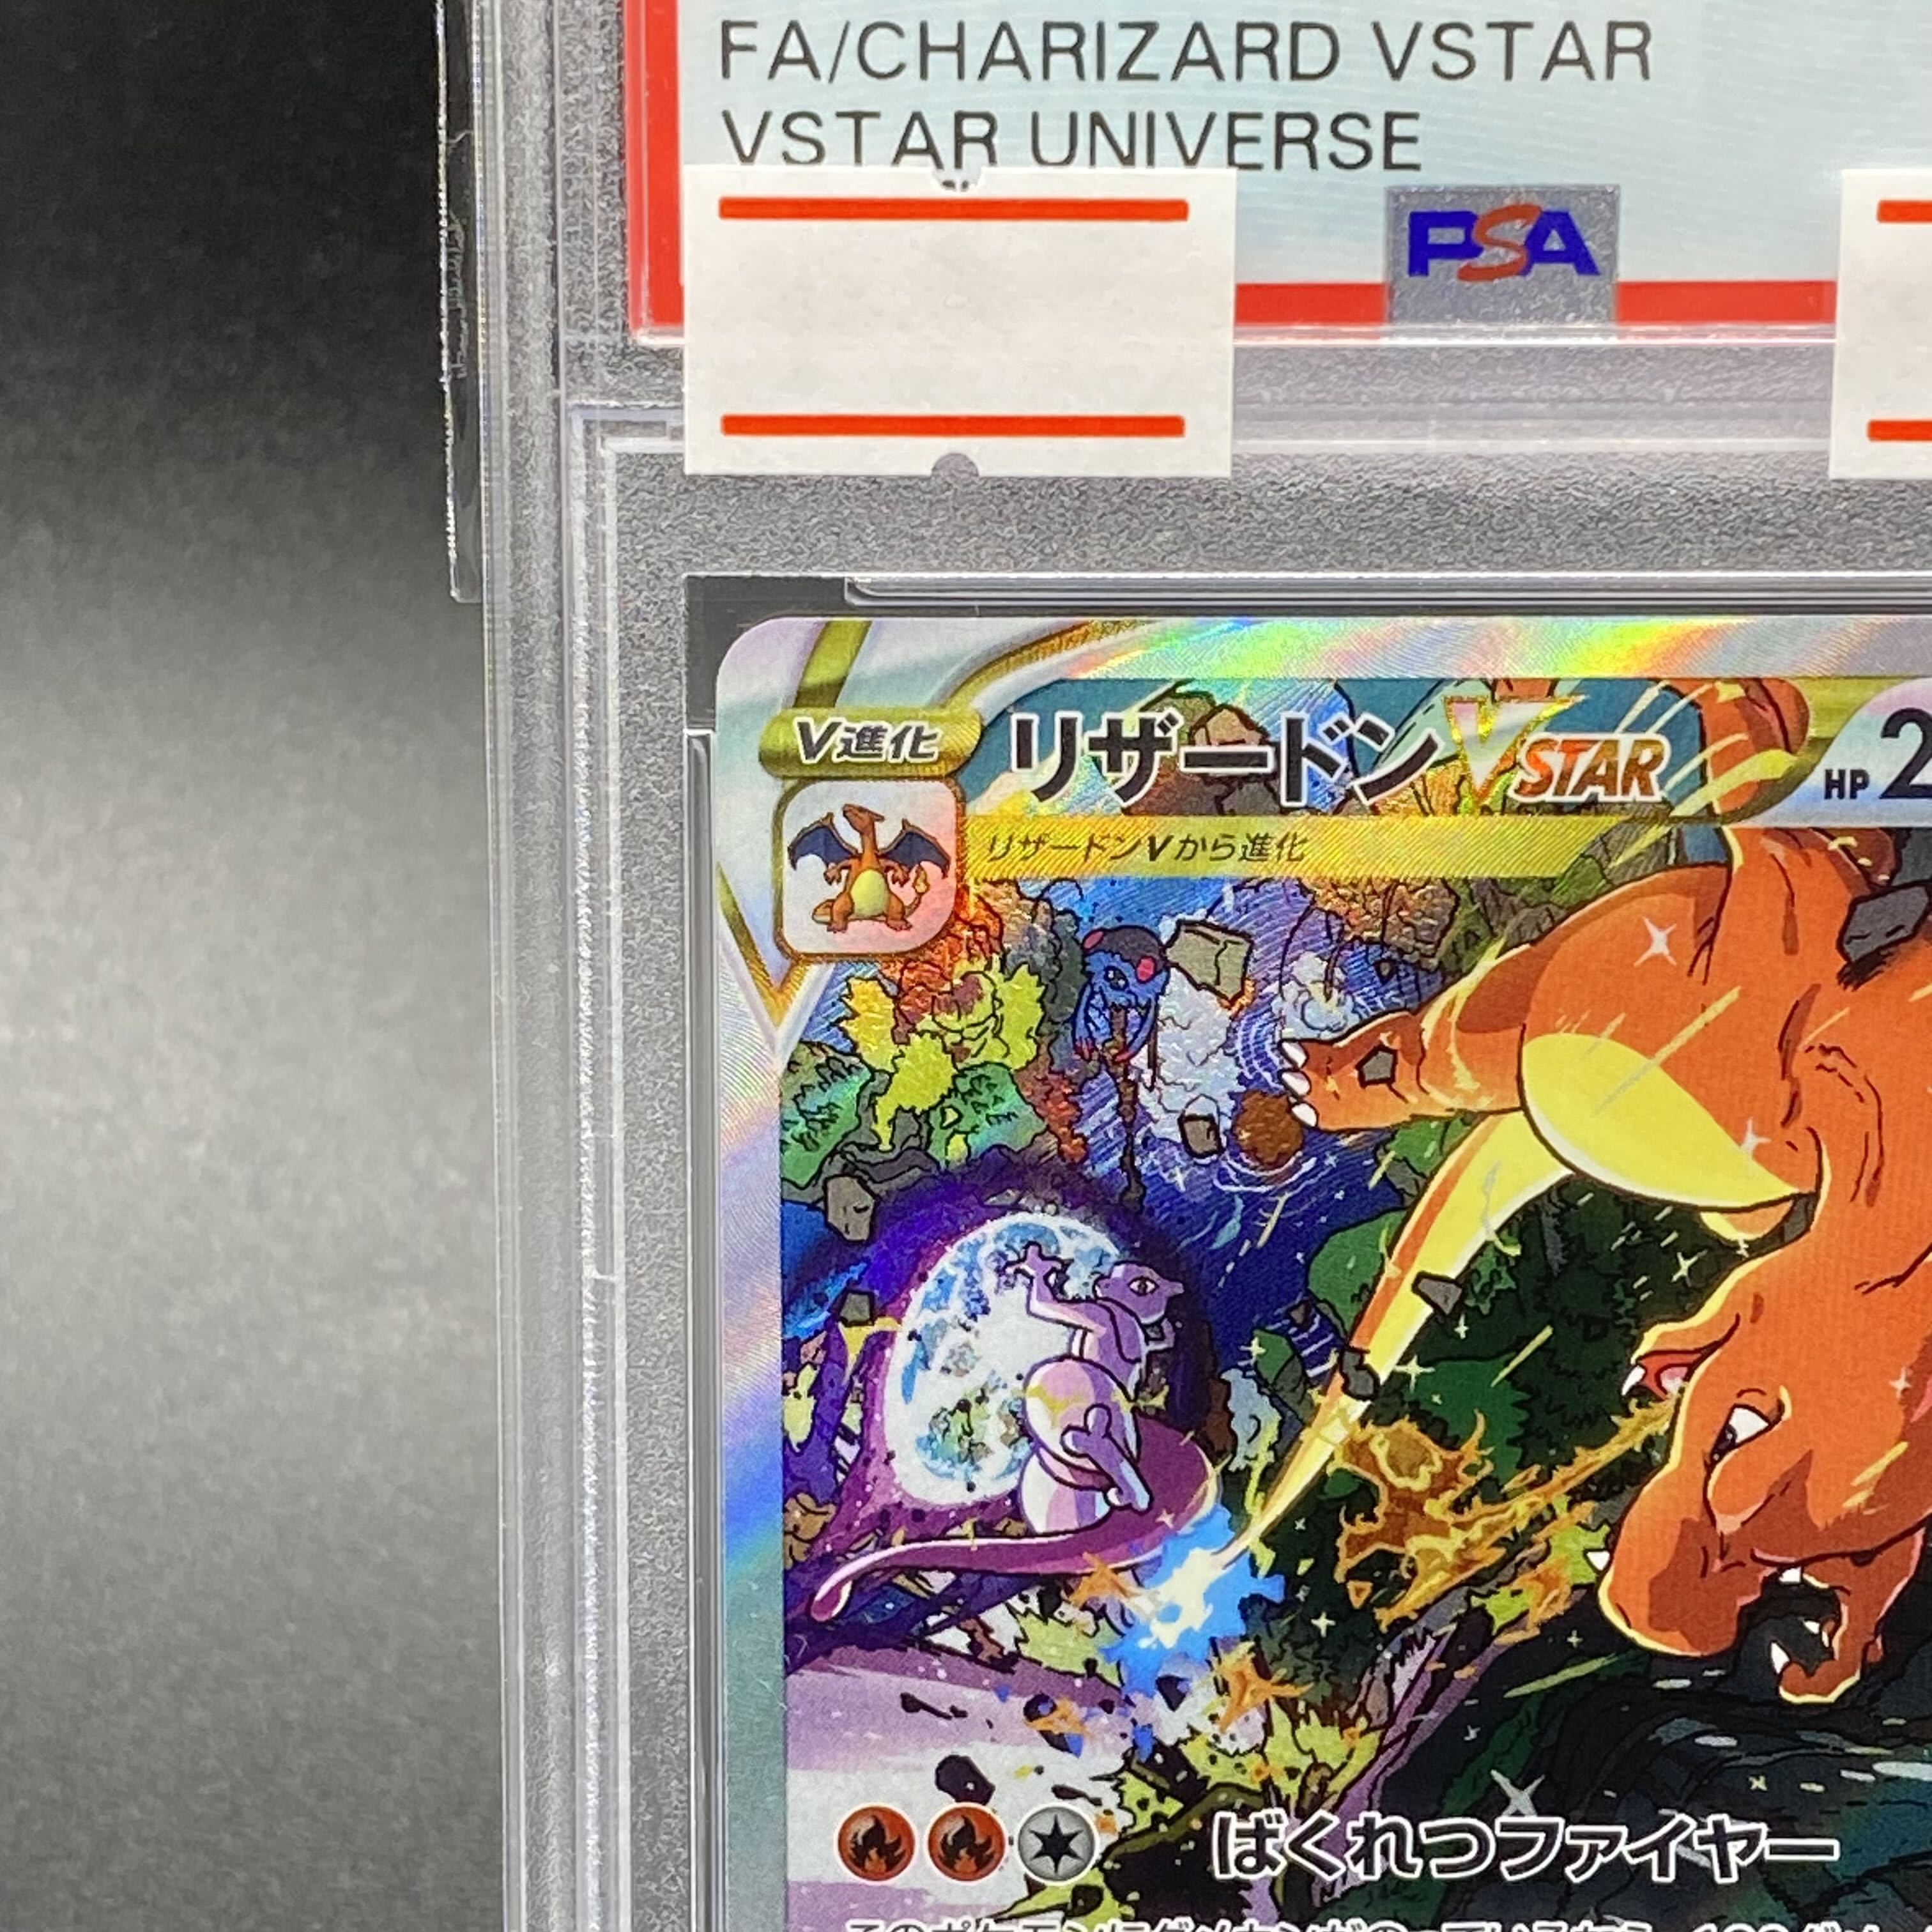 FA/CHARIZARD VSTAR
VSTAR UNIVERSE
PSA
V進化
リザードンVSTAR
HP 2
リザードンVから進化
ばくれつファイヤー